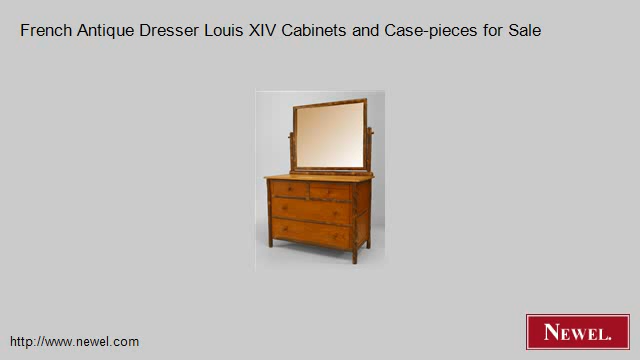 French Antique Dresser Louis XIV Cabinets and Case-pieces for Sale
http://www.newel.com
NEWEL.